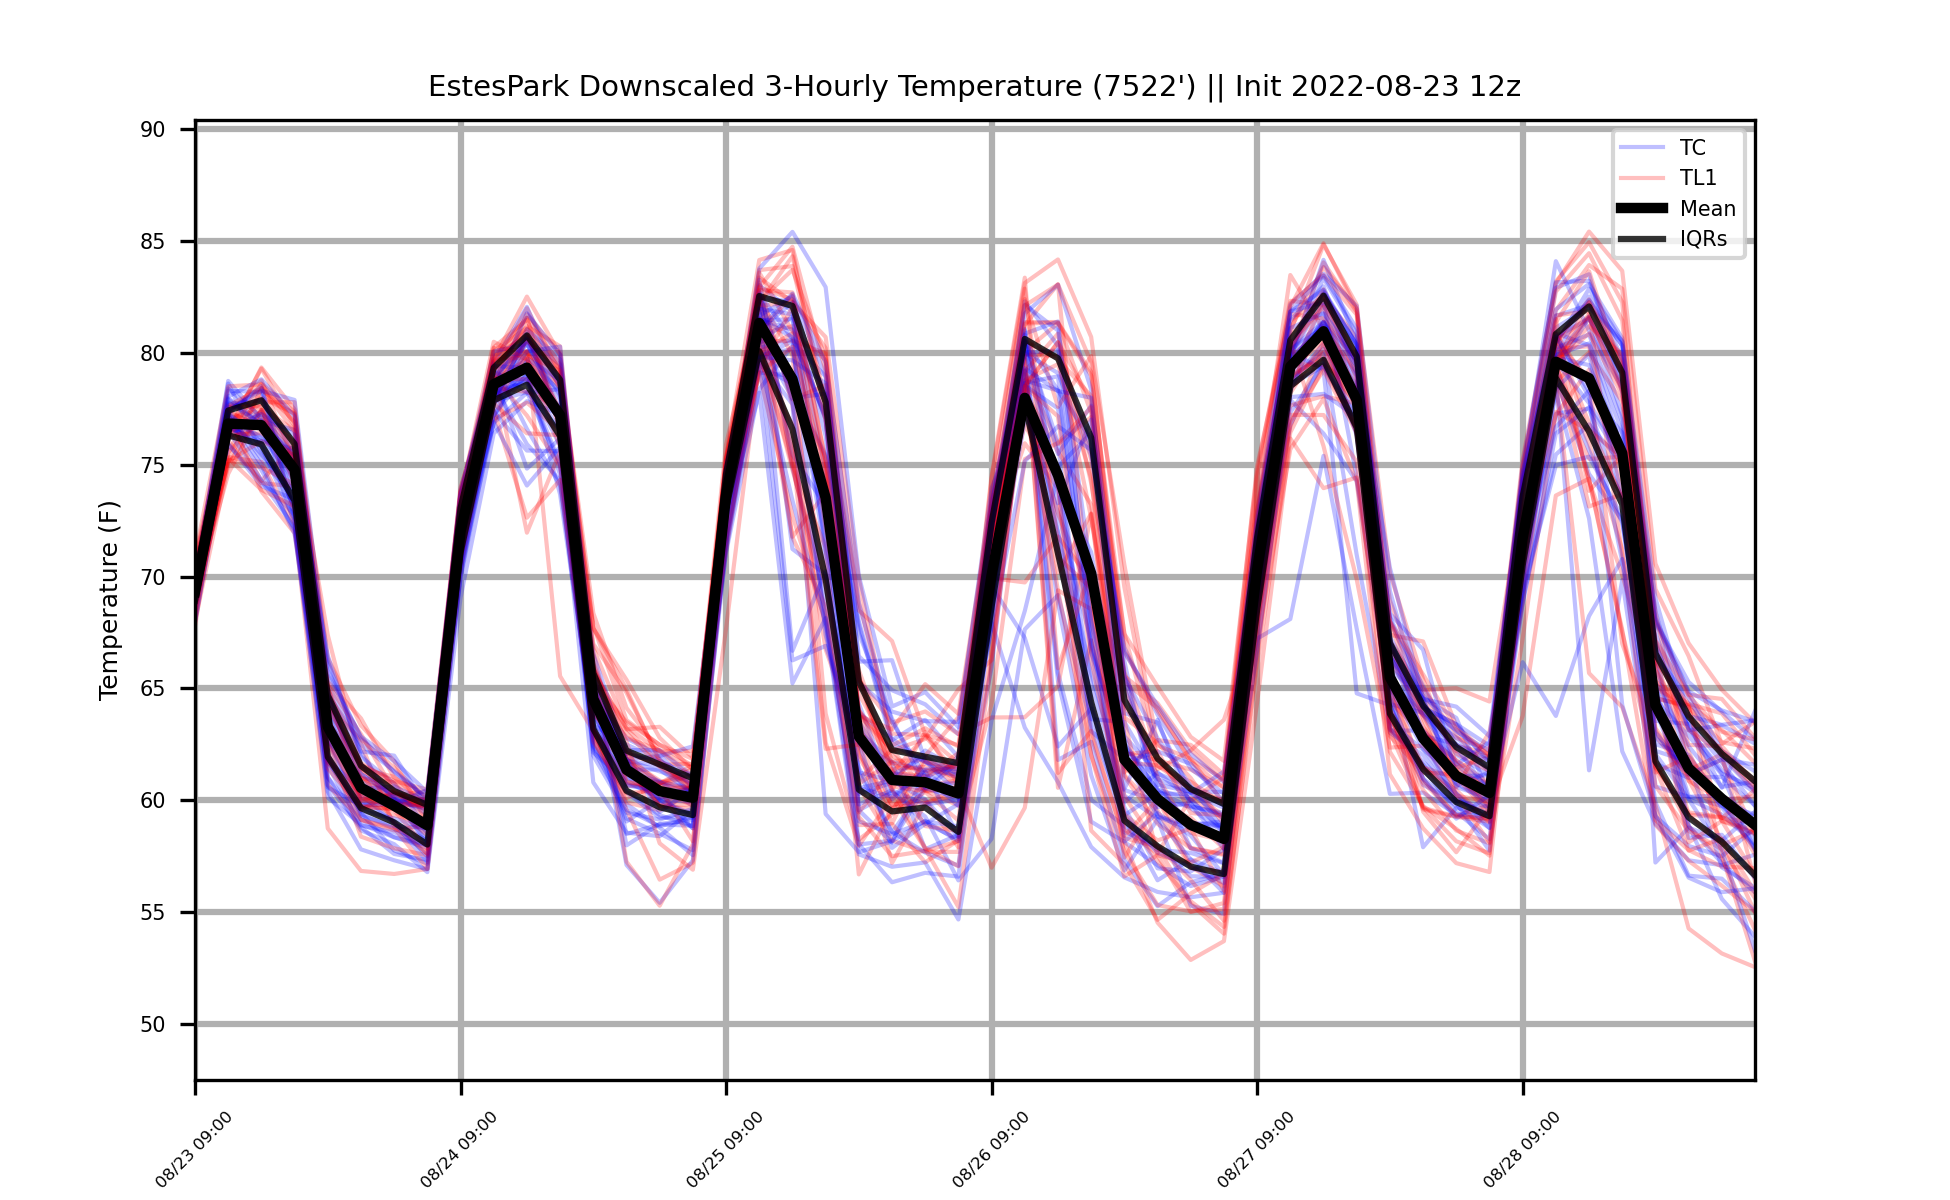 EstesPark Downscaled 3-Hourly Temperature (7522') || Init 2022-08-23 12z
TC
TL1
Mean
IQRs
Temperature (F)
90
85
80
75
70
65
60
55
50
08/23 09:00
08/24 09:00
08/25 09:00
08/26 09:00
08/27 09:00
08/28 09:00